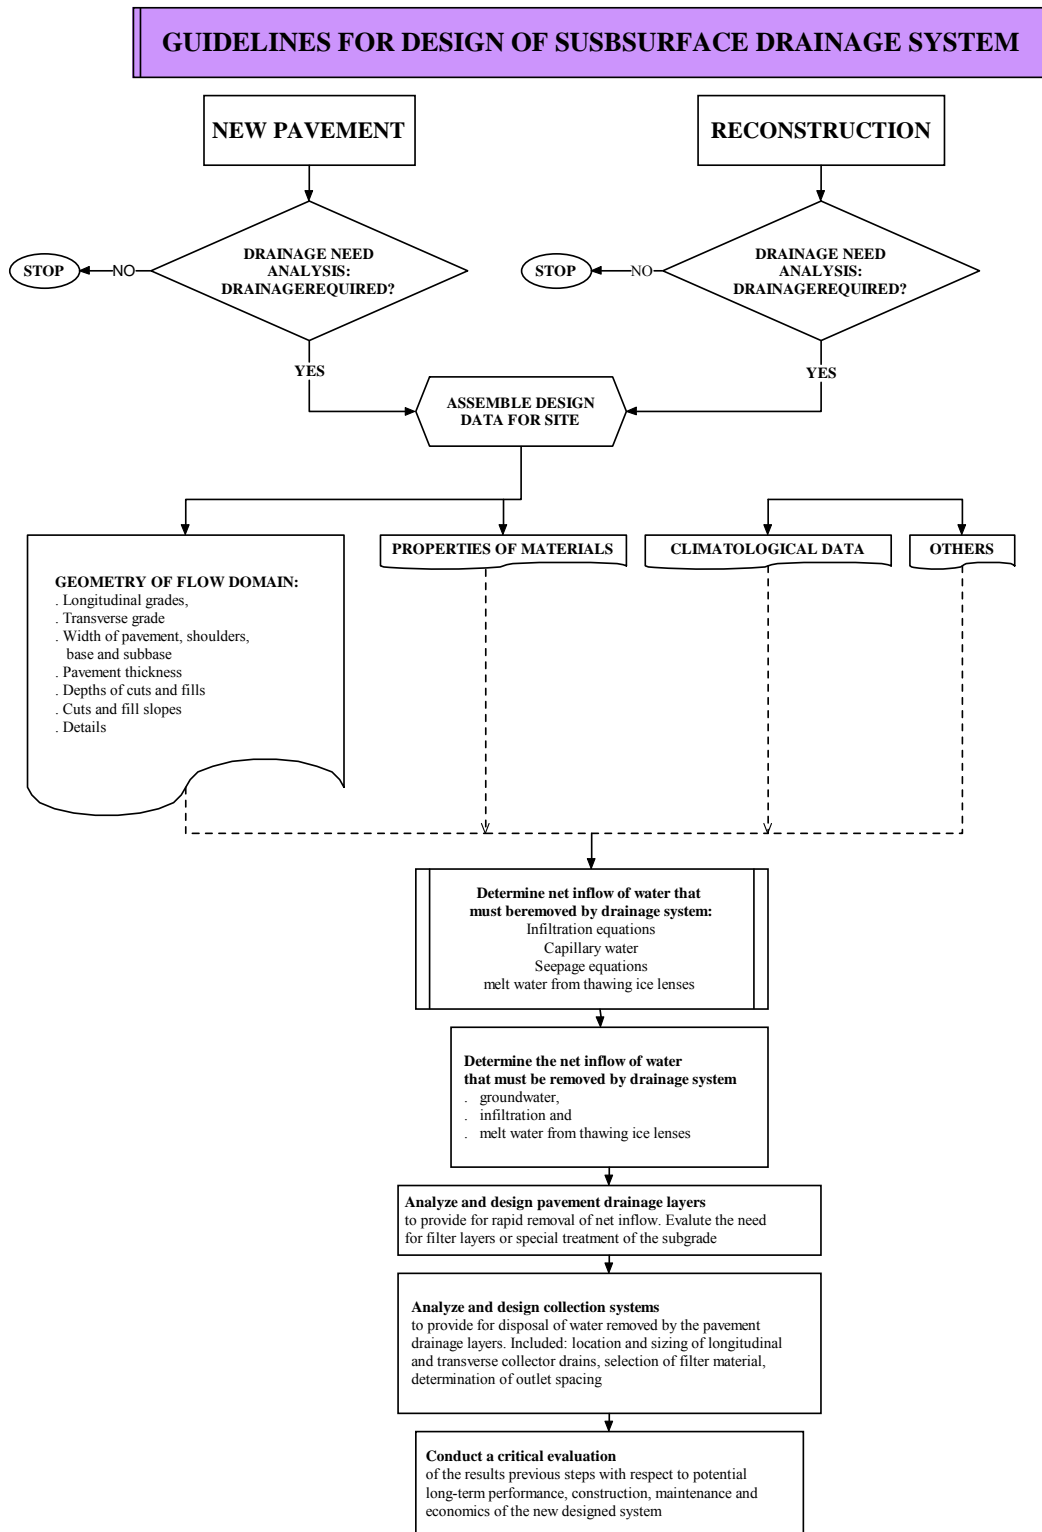 GUIDELINES FOR DESIGN OF SUSBSURFACE DRAINAGE SYSTEM
NEW PAVEMENT
RECONSTRUCTION
DRAINAGE NEED
ANALYSIS:
DRAINAGEREQUIRED?
STOP
NO
YES
DRAINAGE NEED
ANALYSIS:
DRAINAGEREQUIRED?
STOP
NO
YES
ASSEMBLE DESIGN
DATA FOR SITE
GEOMETRY OF FLOW DOMAIN:
. Longitudinal grades,
. Transverse grade
. Width of pavement, shoulders,
base and subbase
. Pavement thickness
. Depths of cuts and fills
. Cuts and fill slopes
. Details
PROPERTIES OF MATERIALS
CLIMATOLOGICAL DATA
OTHERS
Determine net inflow of water that
must beremoved by drainage system:
Infiltration equations
Capillary water
Seepage equations
melt water from thawing ice lenses
Determine the net inflow of water
that must be removed by drainage system
. groundwater,
. infiltration and
. melt water from thawing ice lenses
Analyze and design pavement drainage layers
to provide for rapid removal of net inflow. Evalute the need
for filter layers or special treatment of the subgrade
Analyze and design collection systems
to provide for disposal of water removed by the pavement
drainage layers. Included: location and sizing of longitudinal
and transverse collector drains, selection of filter material,
determination of outlet spacing
Conduct a critical evaluation
of the results previous steps with respect to potential
long-term performance, construction, maintenance and
economics of the new designed system